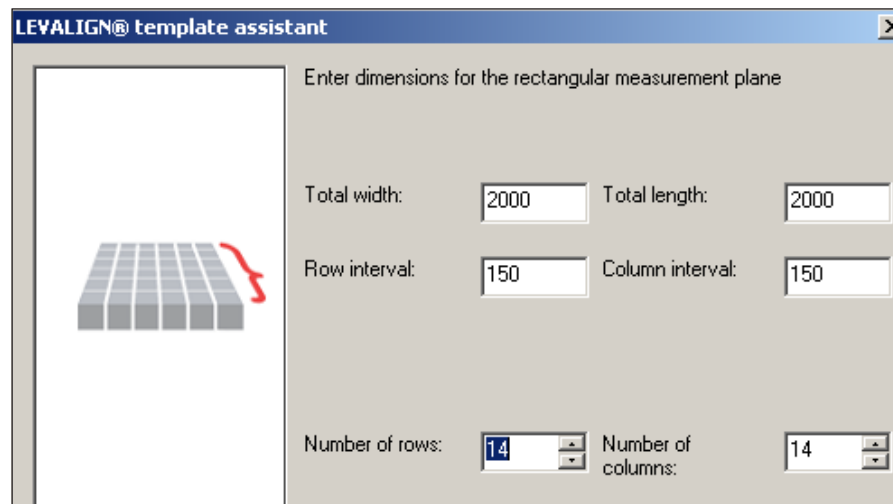 LEVALIGN® template assistant
Enter dimensions for the rectangular measurement plane
Total width: 2000 Total length: 2000
Row interval: 150 Column interval: 150
Number of rows: 14 Number of columns: 14